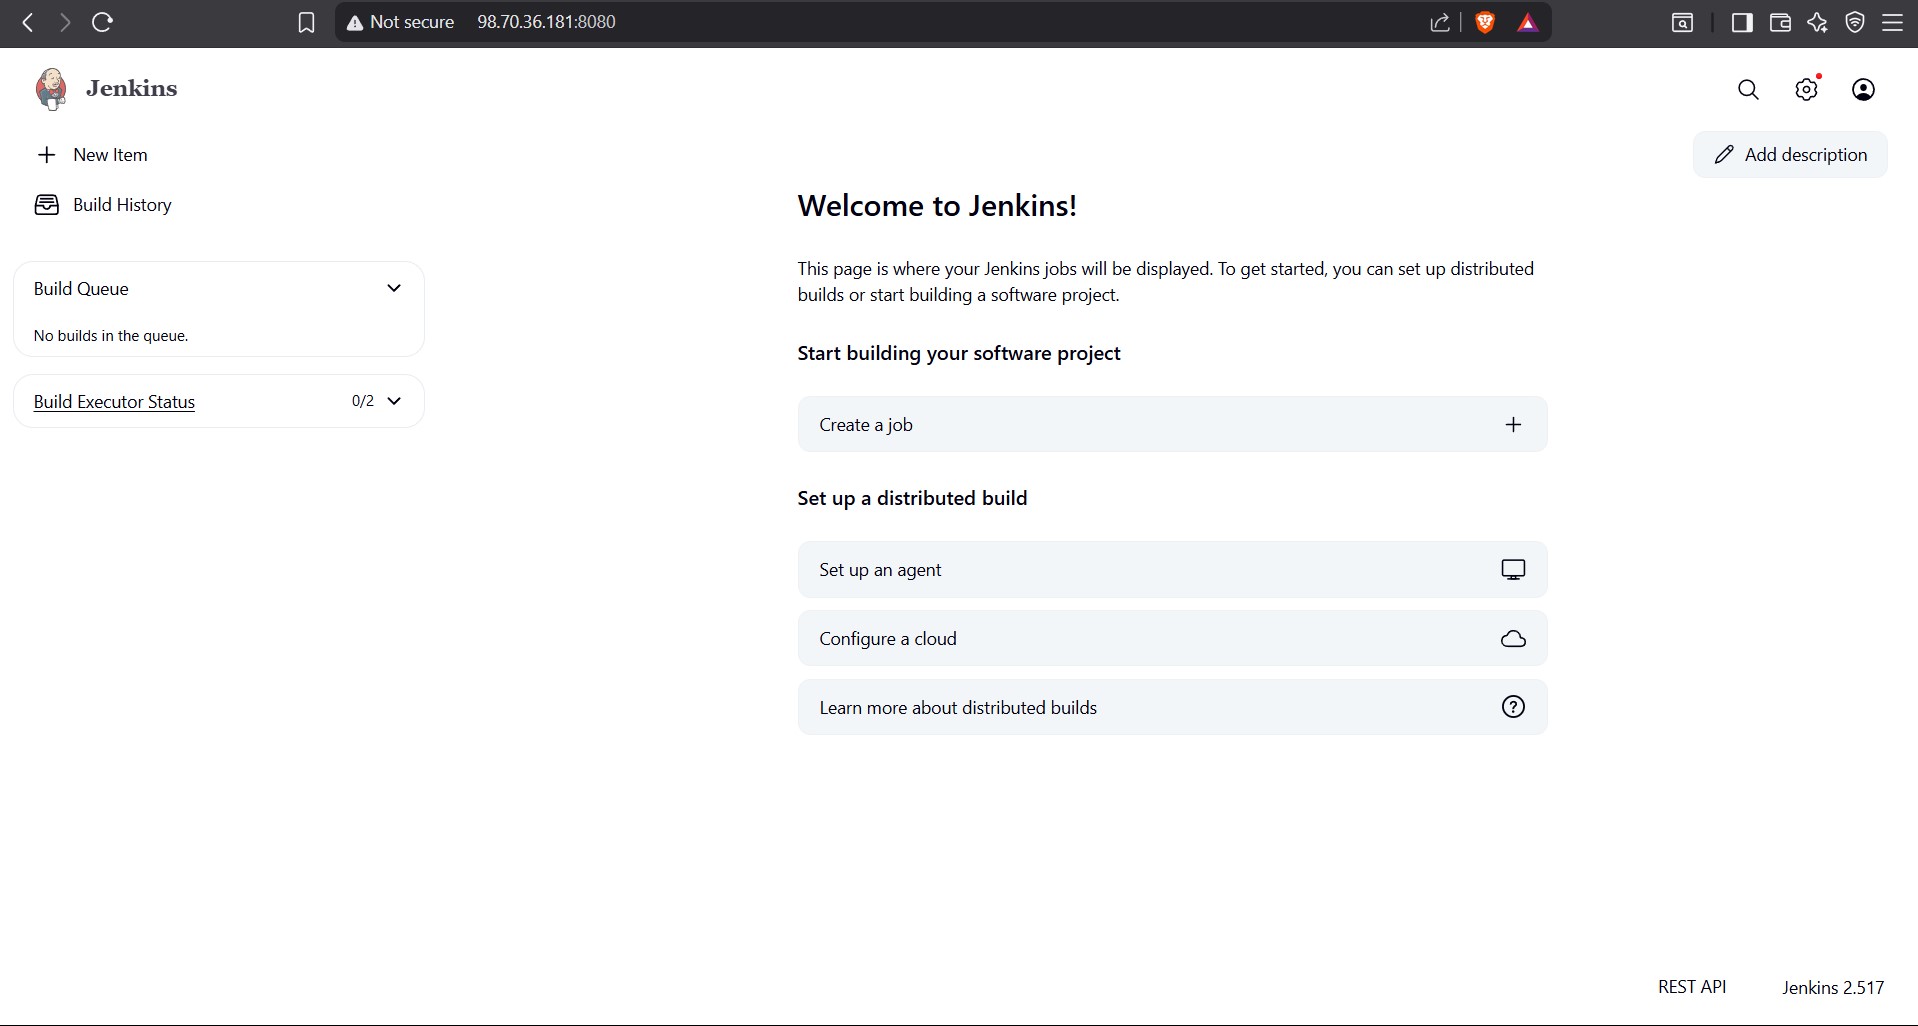 Not secure 98.70.36.181:8080
Jenkins
New Item
Add description
Build History
Build Queue
No builds in the queue.
Build Executor Status 0/2
Welcome to Jenkins!
This page is where your Jenkins jobs will be displayed. To get started, you can set up distributed
builds or start building a software project.
Start building your software project
Create a job
Set up a distributed build
Set up an agent
Configure a cloud
Learn more about distributed builds
REST API Jenkins 2.517